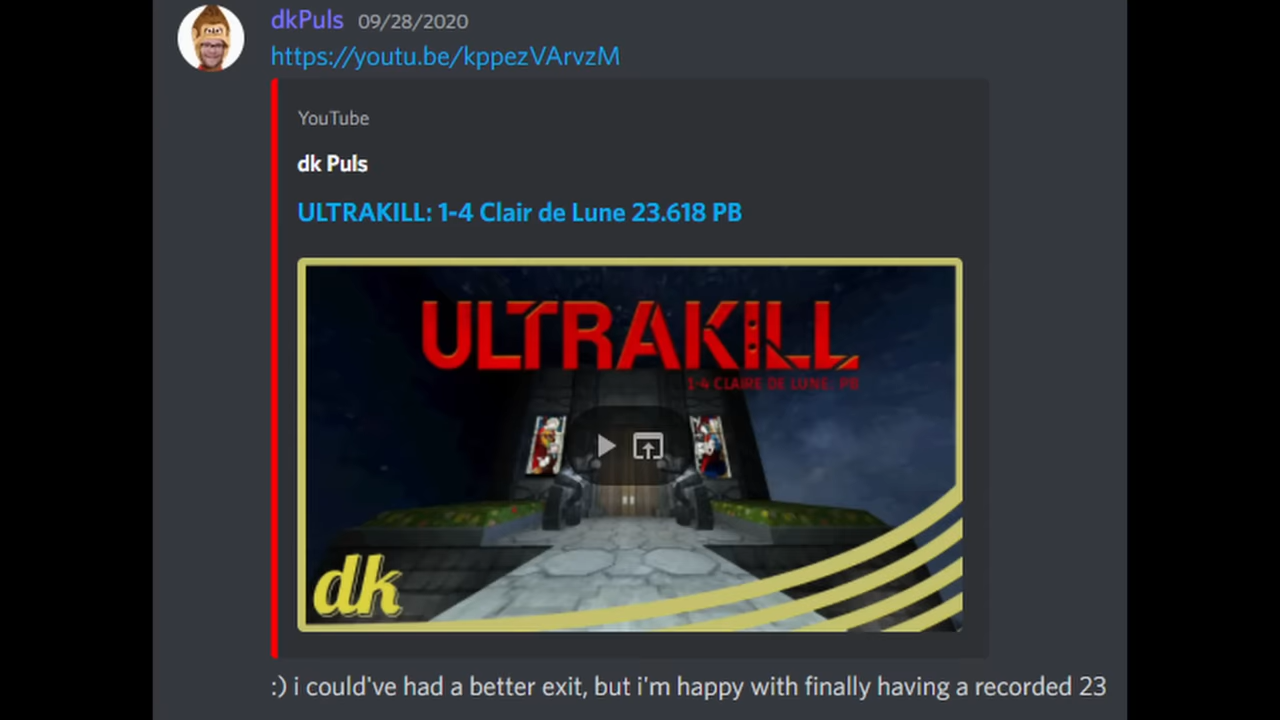 dkPuls 09/28/2020
https://youtu.be/kppezVArvzM
YouTube
dk Puls
ULTRAKILL: 1-4 Clair de Lune 23.618 PB
ULTRAKILL
1-4 CLAIRE DE LUNE: PB
dk
:) i could've had a better exit, but i'm happy with finally having a recorded 23